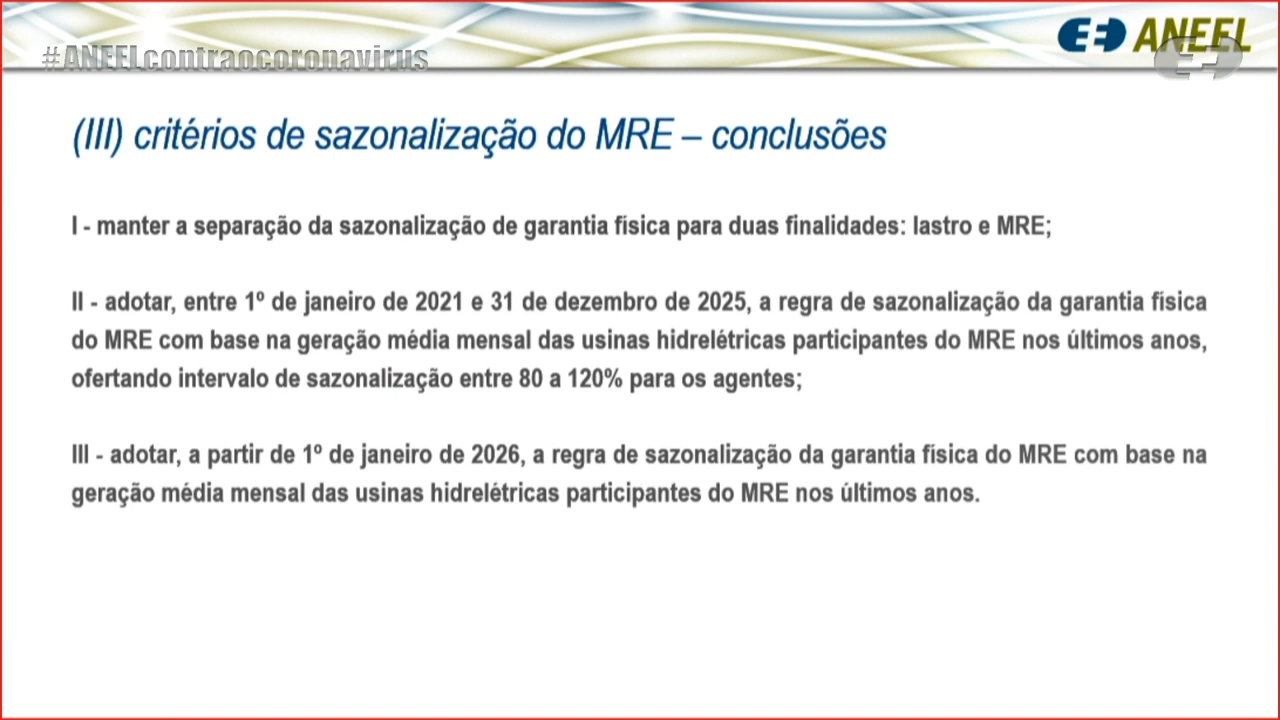 #ANEELcontraocoronavirus
ANEEL
(III) critérios de sazonalização do MRE – conclusões
I - manter a separação da sazonalização de garantia física para duas finalidades: lastro e MRE;
II - adotar, entre 1º de janeiro de 2021 e 31 de dezembro de 2025, a regra de sazonalização da garantia física
do MRE com base na geração média mensal das usinas hidrelétricas participantes do MRE nos últimos anos,
ofertando intervalo de sazonalização entre 80 a 120% para os agentes;
III - adotar, a partir de 1º de janeiro de 2026, a regra de sazonalização da garantia física do MRE com base na
geração média mensal das usinas hidrelétricas participantes do MRE nos últimos anos.